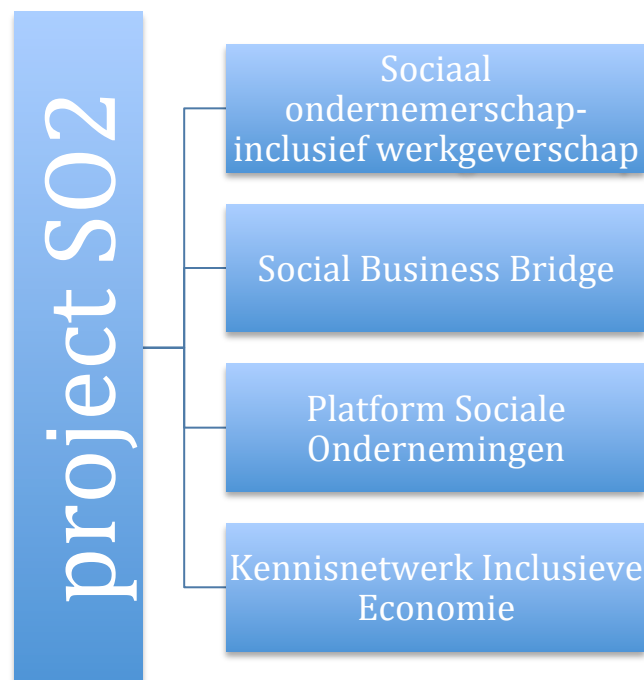 project SO2
Sociaal
ondernemerschap-
inclusief werkgeverschap
Social Business Bridge
Platform Sociale
Ondernemingen
Kennisnetwerk Inclusieve
Economie